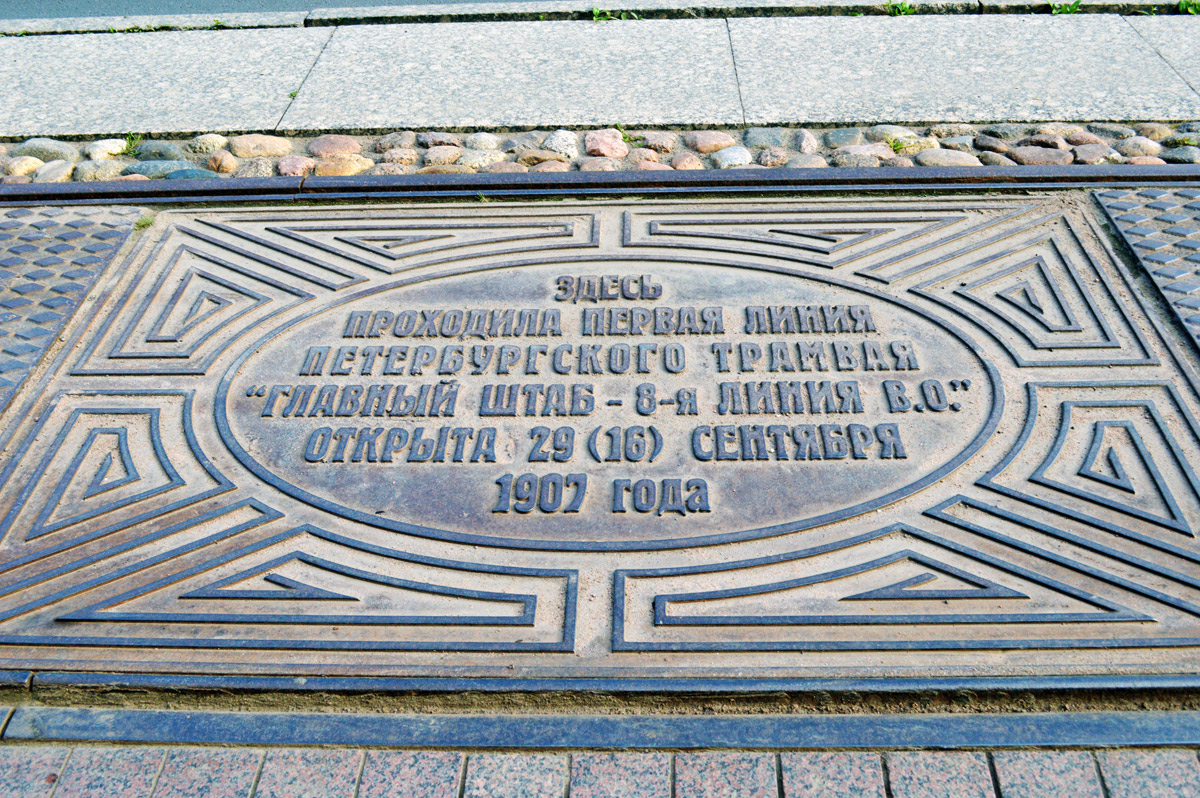 ЗДЕСЬ
ПРОХОДИЛА ПЕРВАЯ ЛИНИЯ
ПЕТЕРБУРГСКОГО ТРАМВАЯ
“ГЛАВНЫЙ ШТАБ - 8-я ЛИНИЯ В.О.”
ОТКРЫТА 29 (16) СЕНТЯБРЯ
1907 года